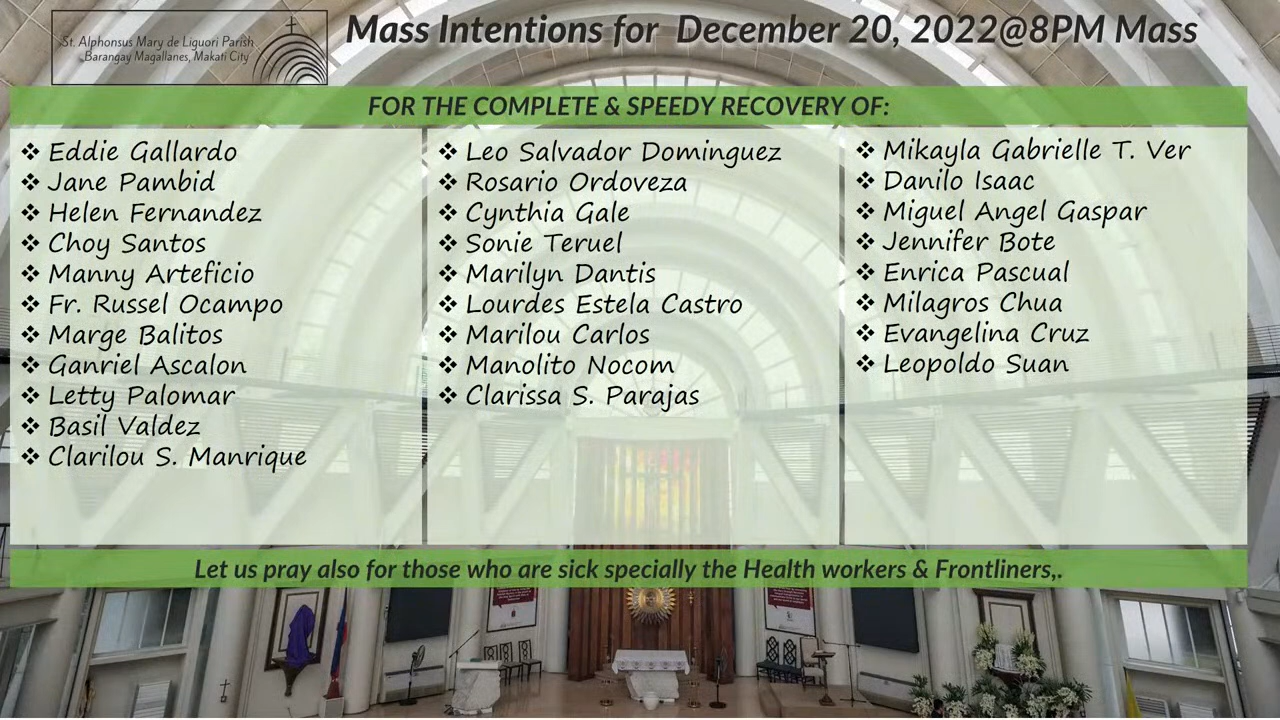 St. Alphonsus Mary de Liguori Parish
Barangay Magallanes, Makati City
Mass Intentions for December 20, 2022@8PM Mass
FOR THE COMPLETE & SPEEDY RECOVERY OF:
❖ Eddie Gallardo
❖ Jane Pambid
❖ Helen Fernandez
❖ Choy Santos
❖ Manny Arteficio
❖ Fr. Russel Ocampo
❖ Marge Balitos
❖ Ganriel Ascalon
❖ Letty Palomar
❖ Basil Valdez
❖ Clarilou S. Manrique
❖ Leo Salvador Dominguez
❖ Rosario Ordoveza
❖ Cynthia Gale
❖ Sonie Teruel
❖ Marilyn Dantis
❖ Lourdes Estela Castro
❖ Marilou Carlos
❖ Manolito Nocom
❖ Clarissa S. Parajas
❖ Mikayla Gabrielle T. Ver
❖ Danilo Isaac
❖ Miguel Angel Gaspar
❖ Jennifer Bote
❖ Enrica Pascual
❖ Milagros Chua
❖ Evangelina Cruz
❖ Leopoldo Suan
Let us pray also for those who are sick specially the Health workers & Frontliners,.